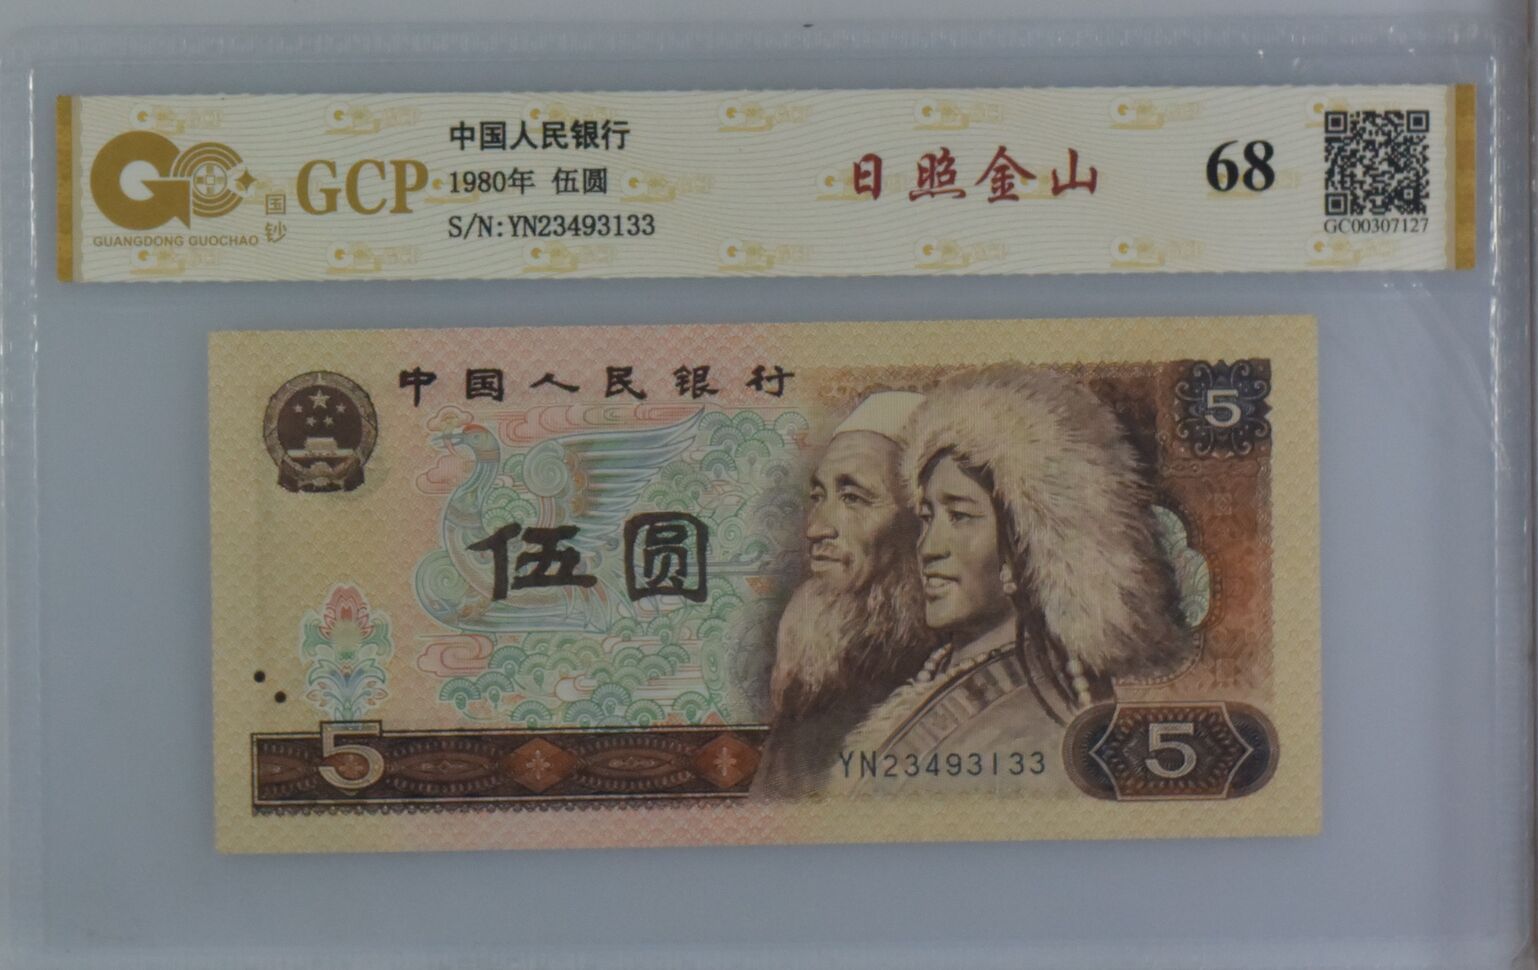 GUANGDONG GUOCHAO
国钞
GCP
中国人民银行
1980年 伍圆
S/N:YN23493133
日照金山
68
GC00307127
中国人民银行
5
伍圆
5
YN23493133
5